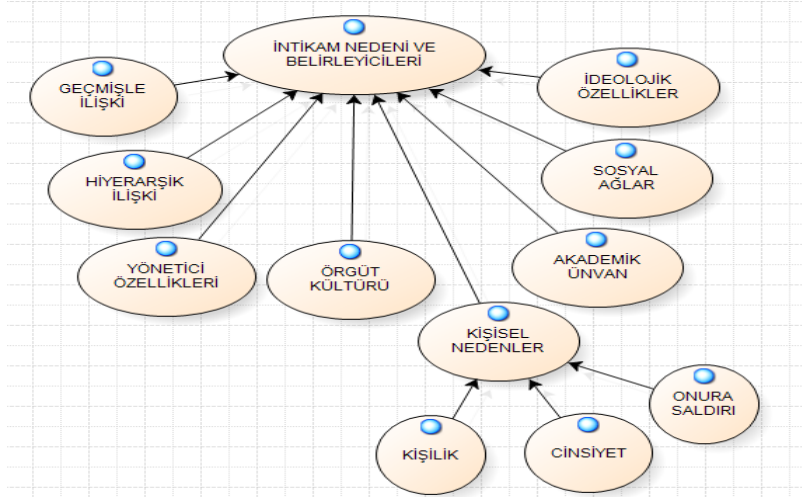 İNTİKAM NEDENİ VE
BELİRLEYİCİLERİ
GEÇMİŞLE
İLİŞKİ
İDEOLOJİK
ÖZELLİKLER
HİYERARŞİK
İLİŞKİ
SOSYAL
AĞLAR
YÖNETİCİ
ÖZELLİKLERİ
ÖRGÜT
KÜLTÜRÜ
AKADEMİK
ÜNVAN
KİŞİSEL
NEDENLER
ONURA
SALDIRI
KİŞİLİK
CİNSİYET